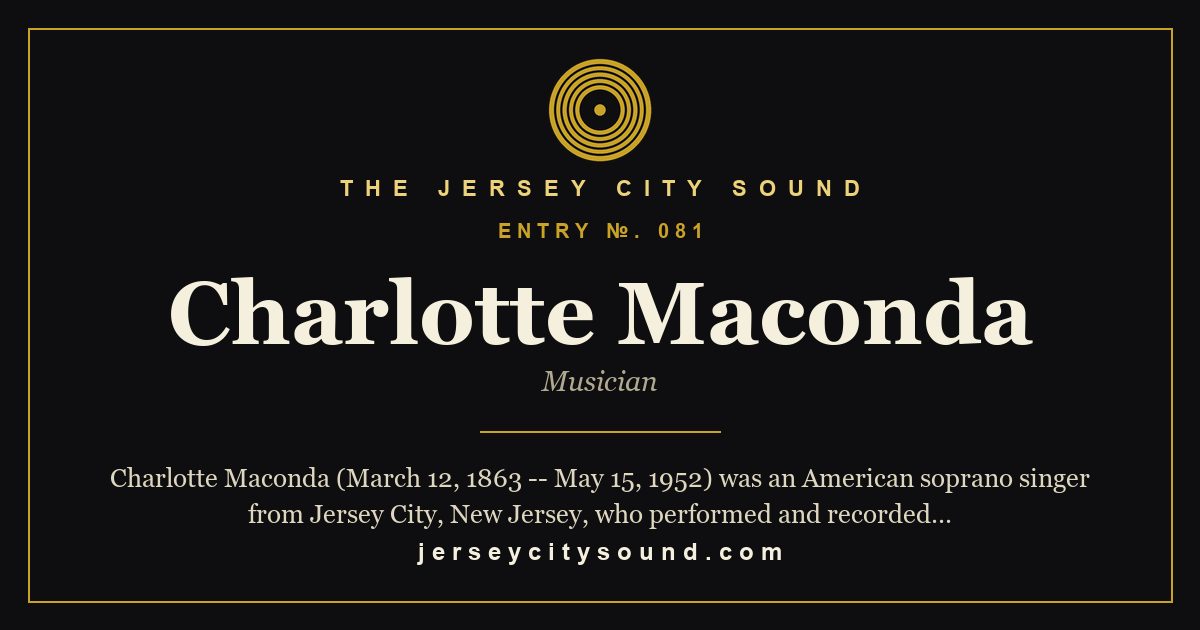 THE JERSEY CITY SOUND
ENTRY №. 081
Charlotte Maconda
Musician
Charlotte Maconda (March 12, 1863 -- May 15, 1952) was an American soprano singer
from Jersey City, New Jersey, who performed and recorded...
jerseycitysound.com